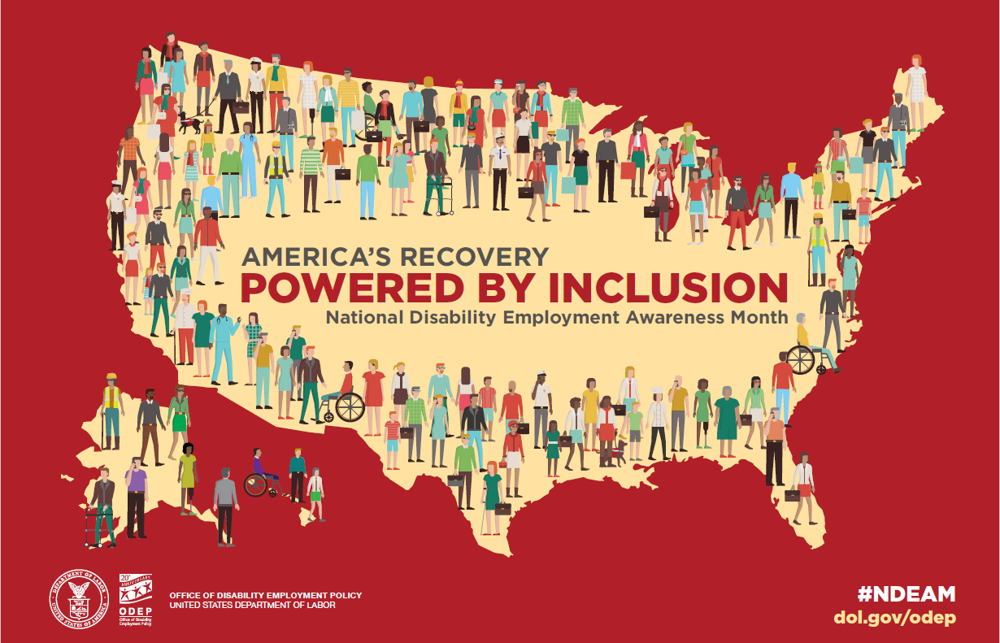 AMERICA'S RECOVERY
POWERED BY INCLUSION
National Disability Employment Awareness Month
DEPARTMENT OF LABOR
UNITED STATES OF AMERICA
20th
ANNIVERSARY
ODEP
Office of Disability
Employment Policy
OFFICE OF DISABILITY EMPLOYMENT POLICY
UNITED STATES DEPARTMENT OF LABOR
#NDEAM
dol.gov/odep